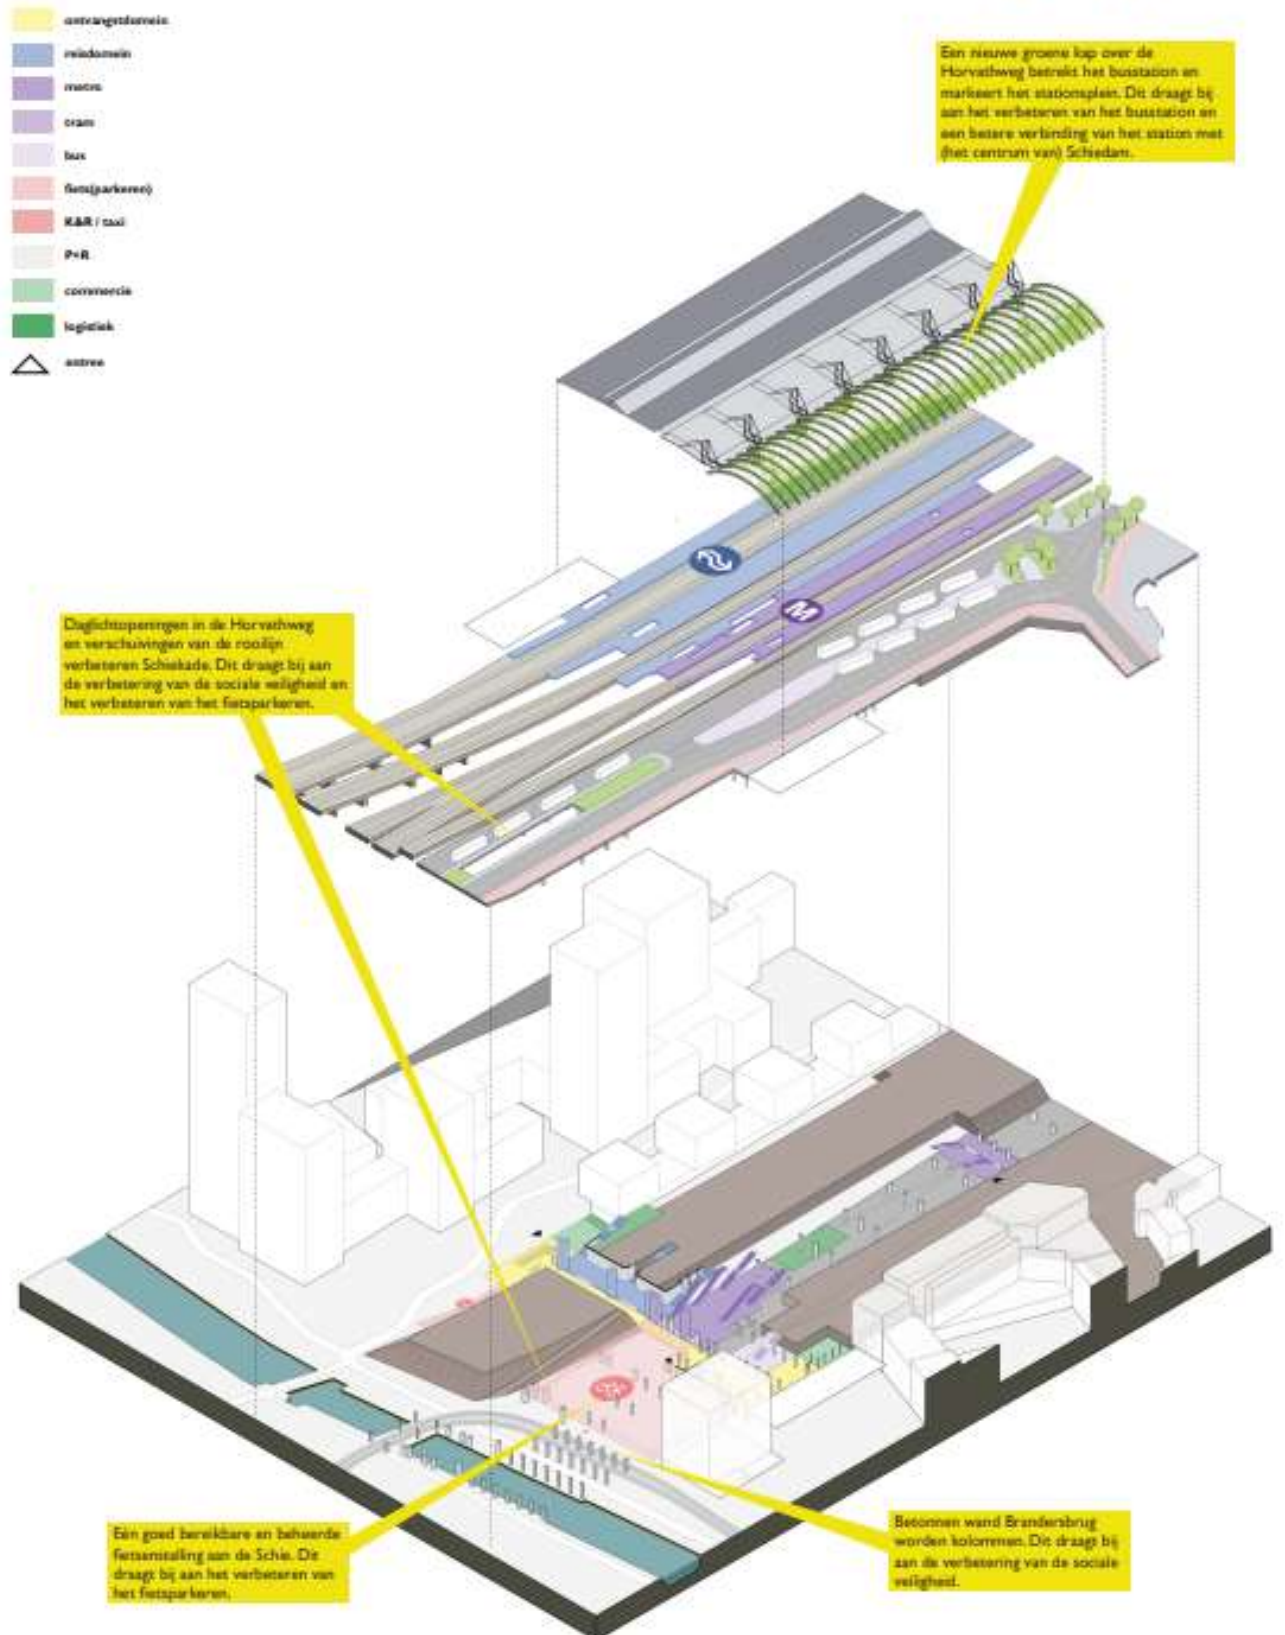 ontvangstdomein
reisdomein
metro
tram
bus
fiets(parkeren)
K&R / taxi
P+R
commercie
logistiek
entree
Een nieuwe groene kap over de
Horvathweg betrekt het busstation en
markeert het stationsplein. Dit draagt bij
aan het verbeteren van het busstation en
een betere verbinding van het station met
(het centrum van) Schiedam.
M
Daglichtopeningen in de Horvathweg
en verschuivingen van de rooilijn
verbeteren Schiekade. Dit draagt bij aan
de verbetering van de sociale veiligheid en
het verbeteren van het fietsparkeren.
Een goed bereikbare en beheerde
fietsenstalling aan de Schie. Dit
draagt bij aan het verbeteren van
het fietsparkeren.
Betonnen wand Brandersbrug
worden kolommen. Dit draagt bij
aan de verbetering van de sociale
veiligheid.